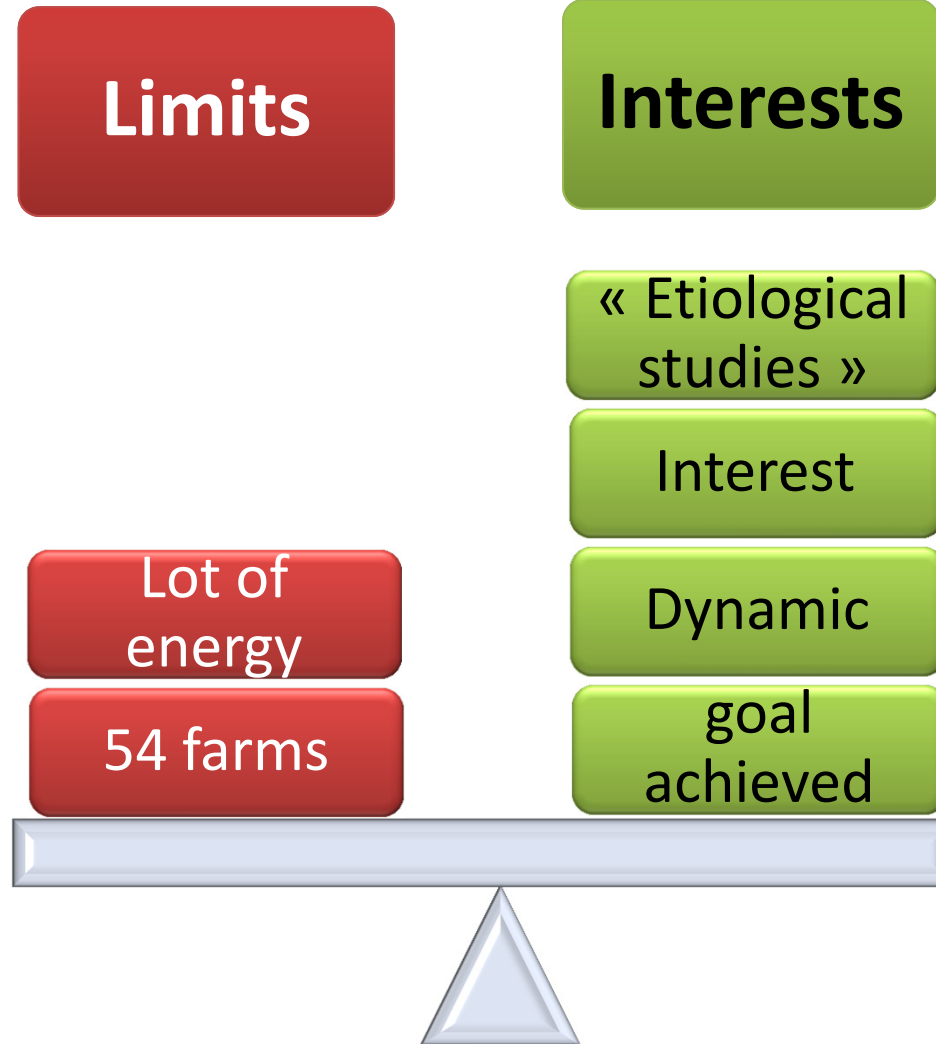 Limits
Interests
« Etiological
studies »
Interest
Lot of
energy
Dynamic
54 farms
goal
achieved